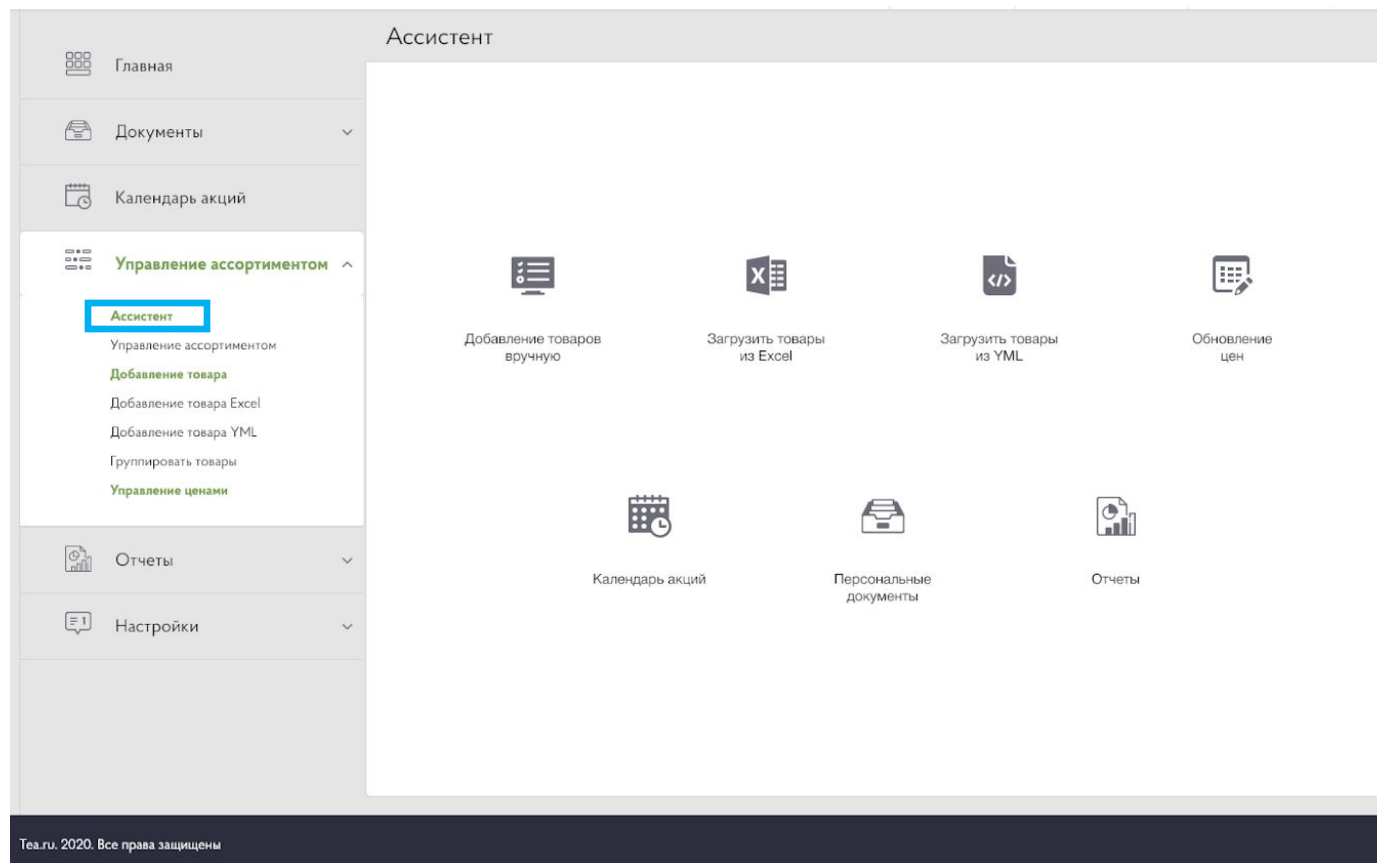 Ассистент
Главная
Документы
Календарь акций
Управление ассортиментом
Ассистент
Управление ассортиментом
Добавление товара
Добавление товара Excel
Добавление товара YML
Группировать товары
Управление ценами
Отчеты
Настройки
Добавление товаров
вручную
Загрузить товары
из Excel
Загрузить товары
из YML
Обновление
цен
Календарь акций
Персональные
документы
Отчеты
Tea.ru. 2020. Все права защищены